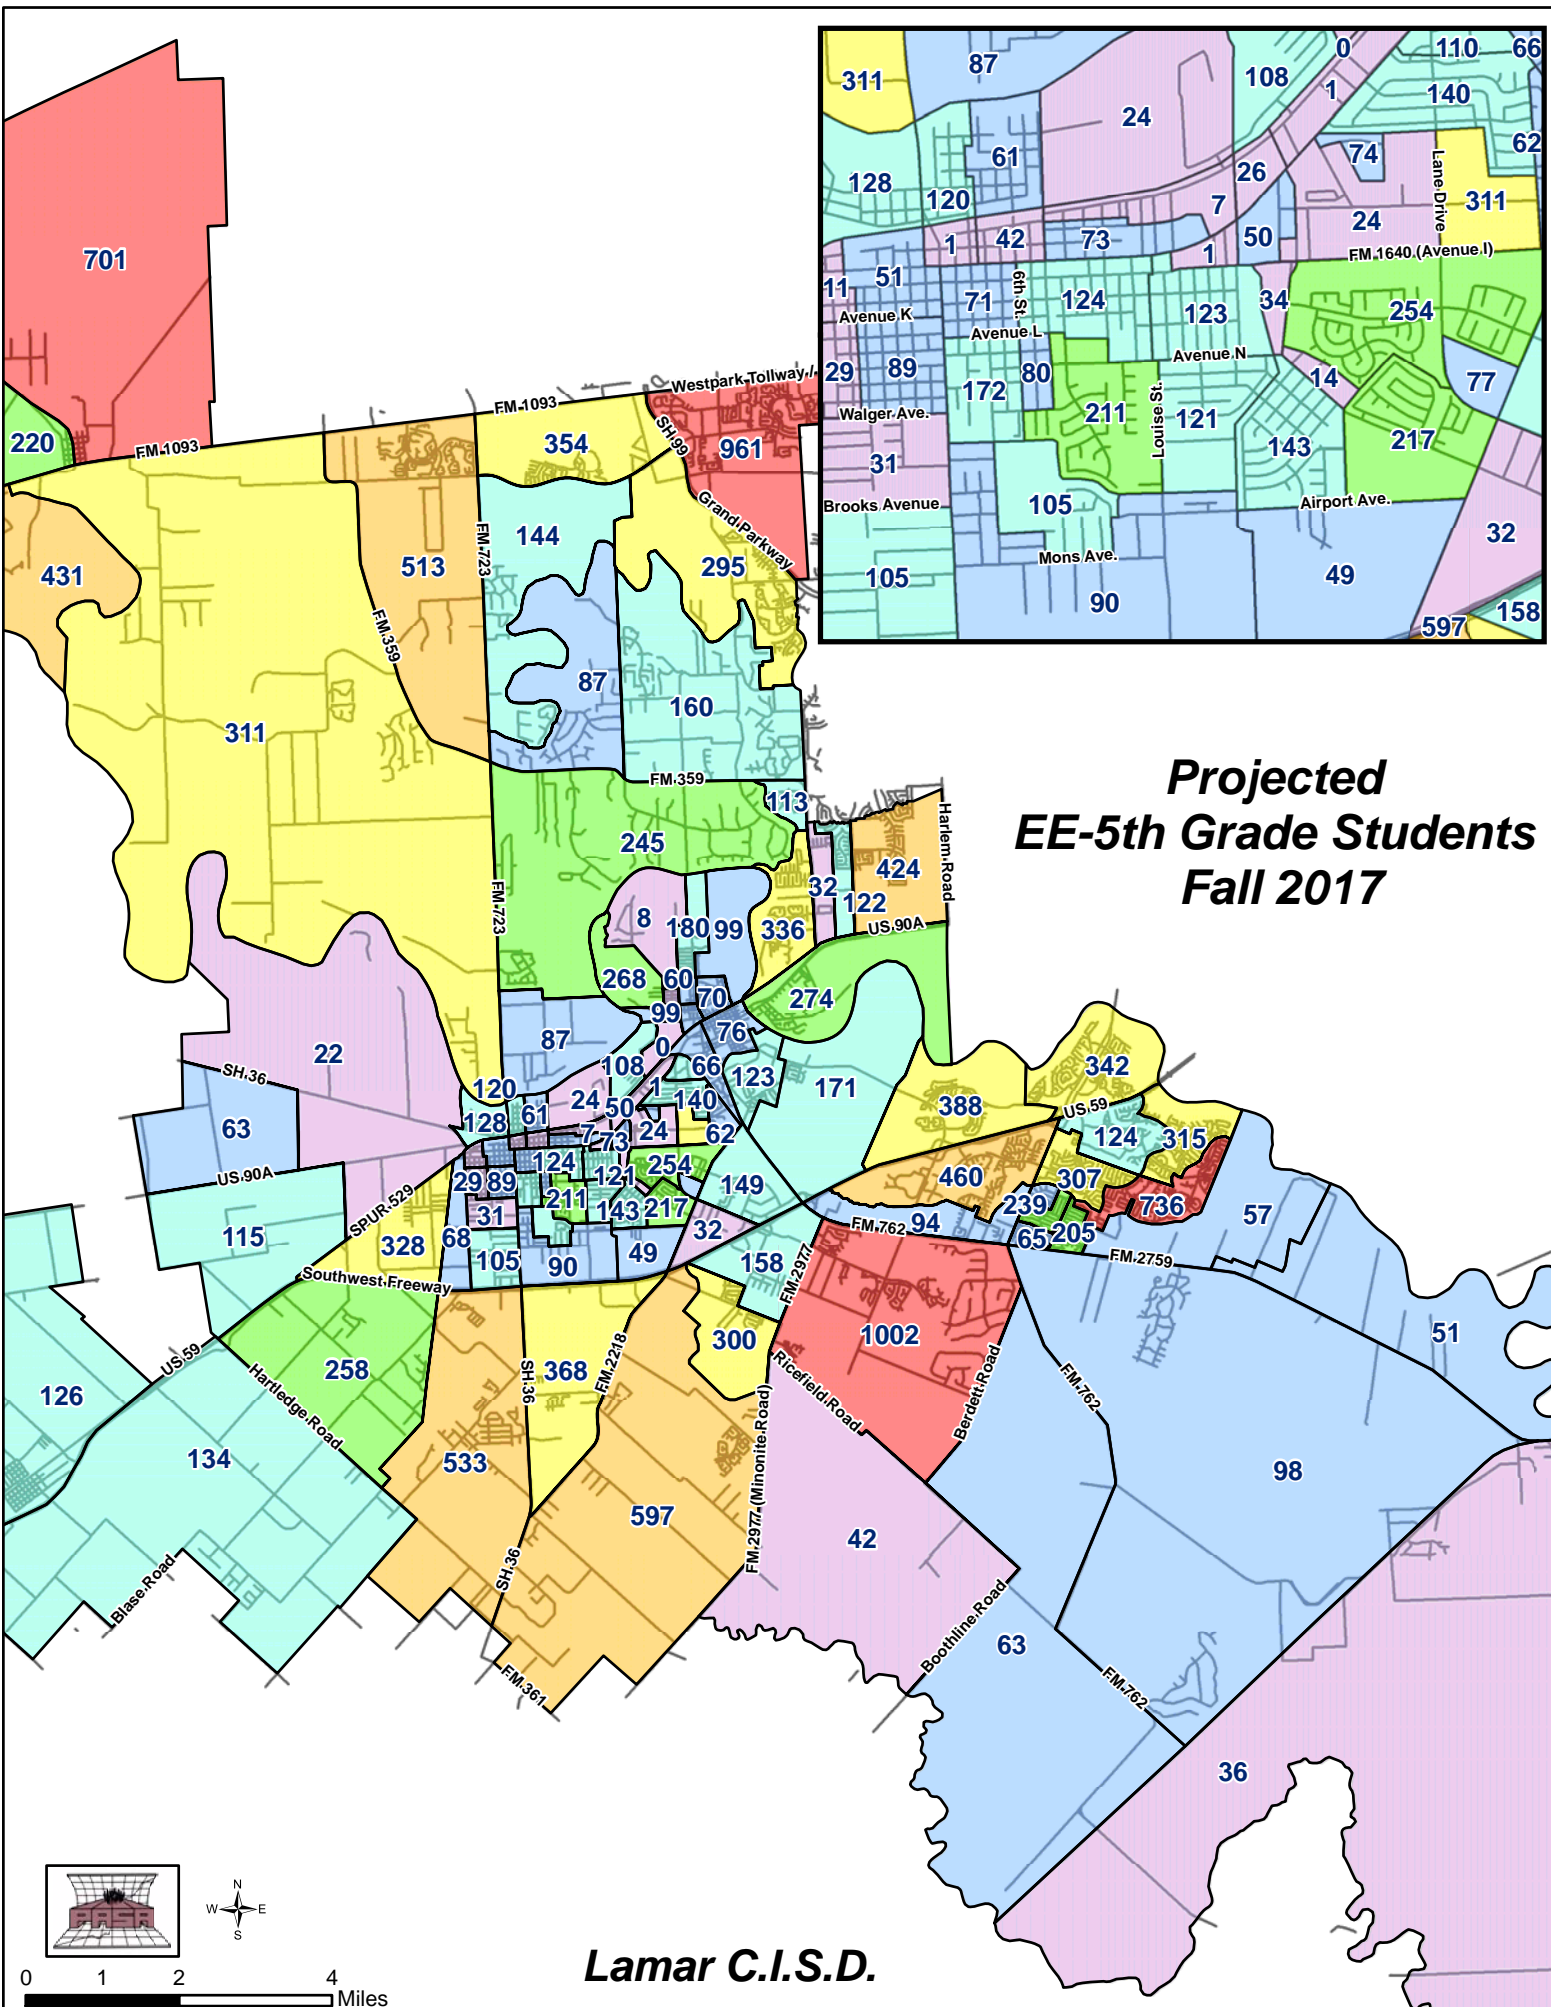 701
220
FM 1093
431
311
FM 1093
Westpark Tollway /
354
SH 99
961
Grand Parkway
513
FM 723
144
295
FM 359
87
160
FM 359
113
245
FM 723
32
424
122
Harlem Road
US 90A
8
180
99
336
268
60
70
274
99
76
87
0
108
66
123
171
1
140
120
128
61
24
50
7
73
24
62
22
SH 36
63
US 90A
115
SPUR 529
328
29
89
124
121
254
211
143
217
149
31
68
105
90
49
32
158
Southwest Freeway
388
342
US 59
124
315
460
307
239
736
94
65
205
57
FM 762
FM 2759
FM 2977
300
1002
51
US 59
258
126
Hartledge Road
134
533
SH 36
368
FM 2218
597
Ricefield Road
Berdett Road
FM 762
98
FM 2977 (Minonite Road)
42
Blase Road
SH 36
FM 361
Boothline Road
63
FM 762
36
311
87
24
108
0
1
110
66
140
62
61
128
120
74
26
Lane Drive
311
7
24
1
42
73
1
50
FM 1640 (Avenue I)
11
51
71
6th St.
124
123
34
254
Avenue K
Avenue L
Avenue N
29
89
172
80
14
77
Walger Ave.
211
Louise St.
121
143
217
31
Brooks Avenue
105
Airport Ave.
32
Mons Ave.
105
90
49
158
597
Projected
EE-5th Grade Students
Fall 2017
PASA
N
W E
S
Lamar C.I.S.D.
0 1 2 4
Miles